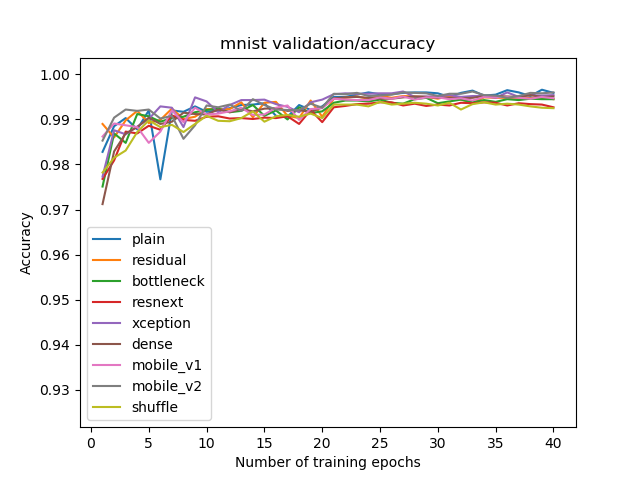 mnist validation/accuracy
Accuracy
1.00
0.99
0.98
0.97
0.96
0.95
0.94
0.93
plain
residual
bottleneck
resnext
xception
dense
mobile_v1
mobile_v2
shuffle
0 5 10 15 20 25 30 35 40
Number of training epochs